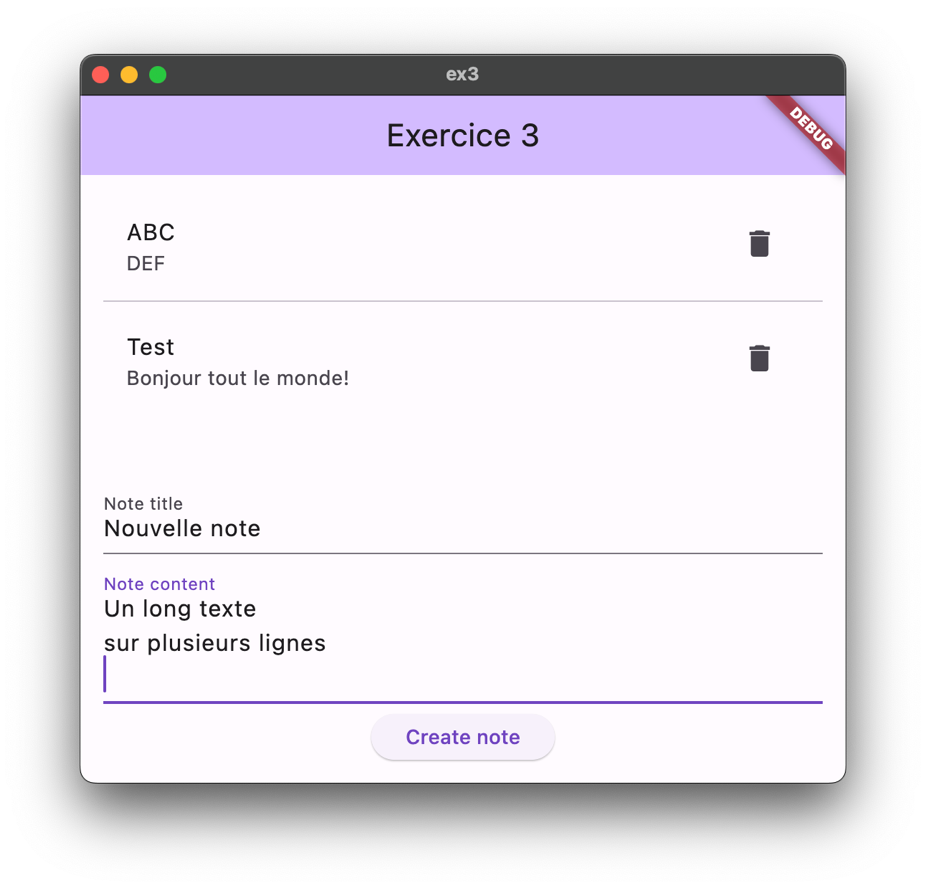 ex3
Exercice 3
DEBUG
ABC
DEF
Test
Bonjour tout le monde!
Note title
Nouvelle note
Note content
Un long texte
sur plusieurs lignes
Create note